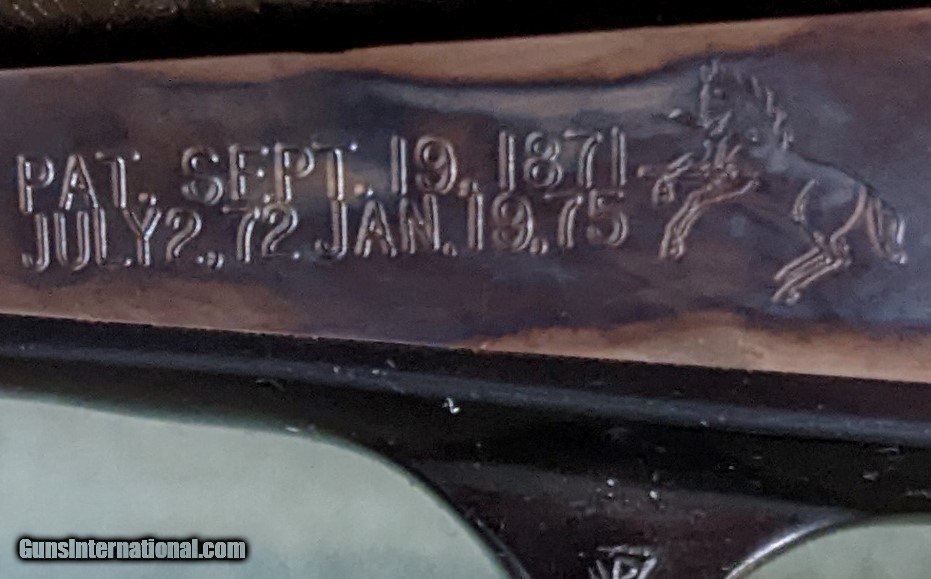 PAT. SEPT. 19, 1871
JULY 2, 72 JAN. 19, 75
GunsInternational.com